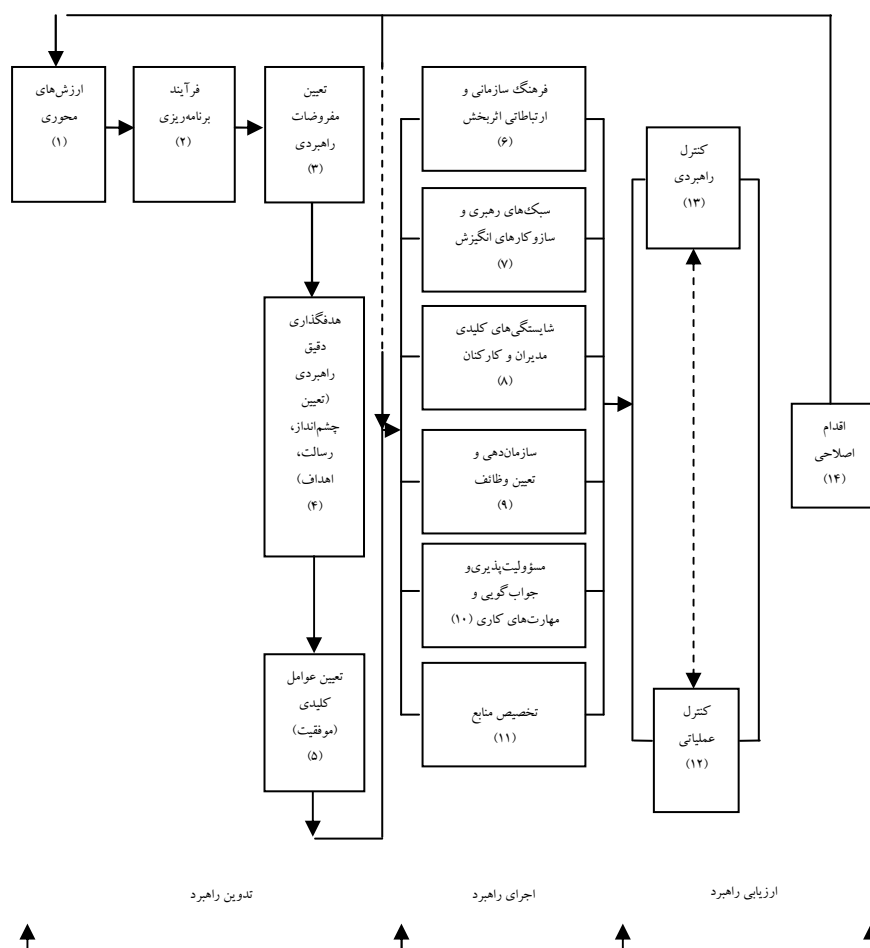 ارزش‌های
محوری
(۱)
فرآیند
برنامه‌ریزی
(۲)
تعیین
مفروضات
راهبردی
(۳)
هدفگذاری
دقیق
راهبردی
(تعیین
چشم‌انداز،
رسالت،
اهداف)
(۴)
تعیین عوامل
کلیدی
(موفقیت)
(۵)
فرهنگ سازمانی و
ارتباطاتی اثربخش
(۶)
سبک‌های رهبری و
سازوکارهای انگیزش
(۷)
شایستگی‌های کلیدی
مدیران و کارکنان
(۸)
سازمان‌دهی و
تعیین وظائف
(۹)
مسؤولیت‌پذیری‌و
جواب‌گویی و
مهارت‌های کاری (۱۰)
تخصیص منابع
(۱۱)
کنترل
راهبردی
(۱۳)
کنترل
عملیاتی
(۱۲)
اقدام
اصلاحی
(۱۴)
تدوین راهبرد
اجرای راهبرد
ارزیابی راهبرد